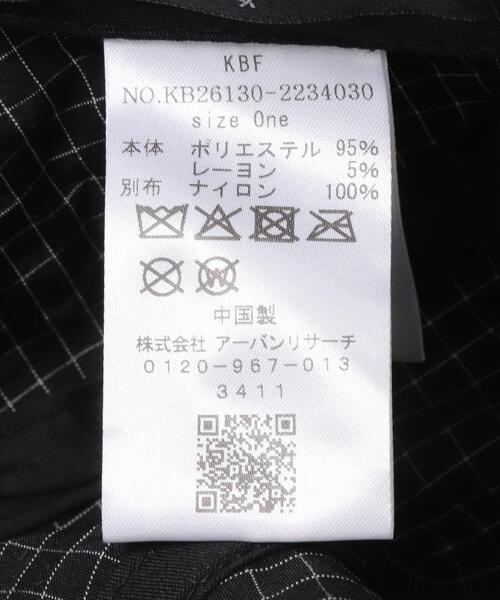 KBF
NO.KB26130-2234030
size One
本体 ポリエステル 95%
レーヨン 5%
別布 ナイロン 100%
中国製
株式会社 アーバンリサーチ
0120-967-013
3411